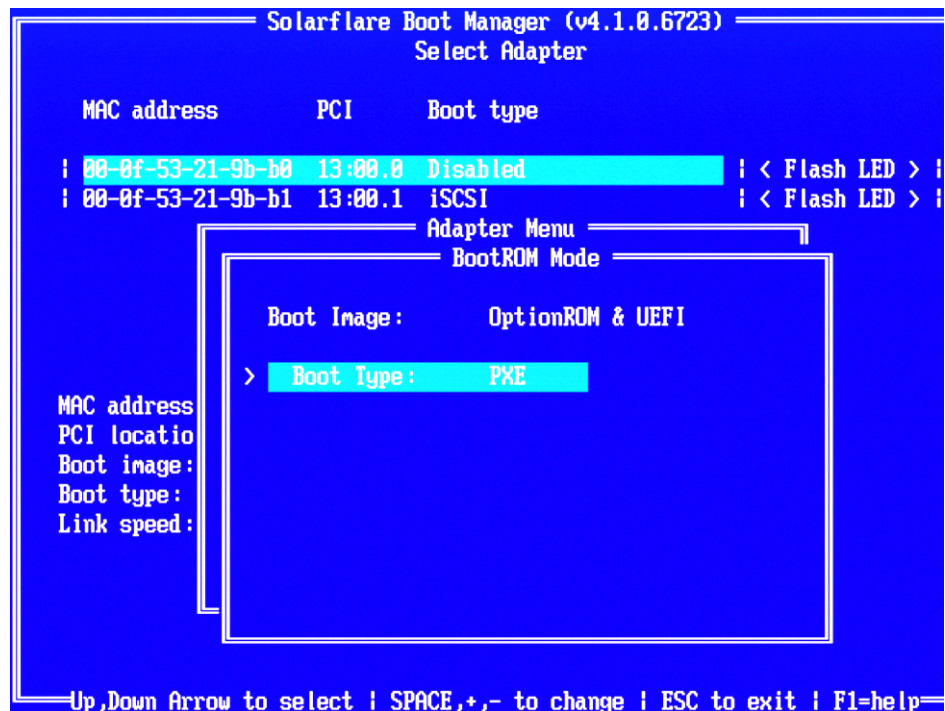 Solarflare Boot Manager (v4.1.0.6723)
Select Adapter
MAC address PCI Boot type
| 00-0f-53-21-9b-b0 13:00.0 Disabled | < Flash LED > |
| 00-0f-53-21-9b-b1 13:00.1 iSCSI | < Flash LED > |
Adapter Menu
BootROM Mode
Boot Image: OptionROM & UEFI
> Boot Type: PXE
MAC address
PCI locatio
Boot image:
Boot type:
Link speed:
Up,Down Arrow to select | SPACE,+,- to change | ESC to exit | F1=help